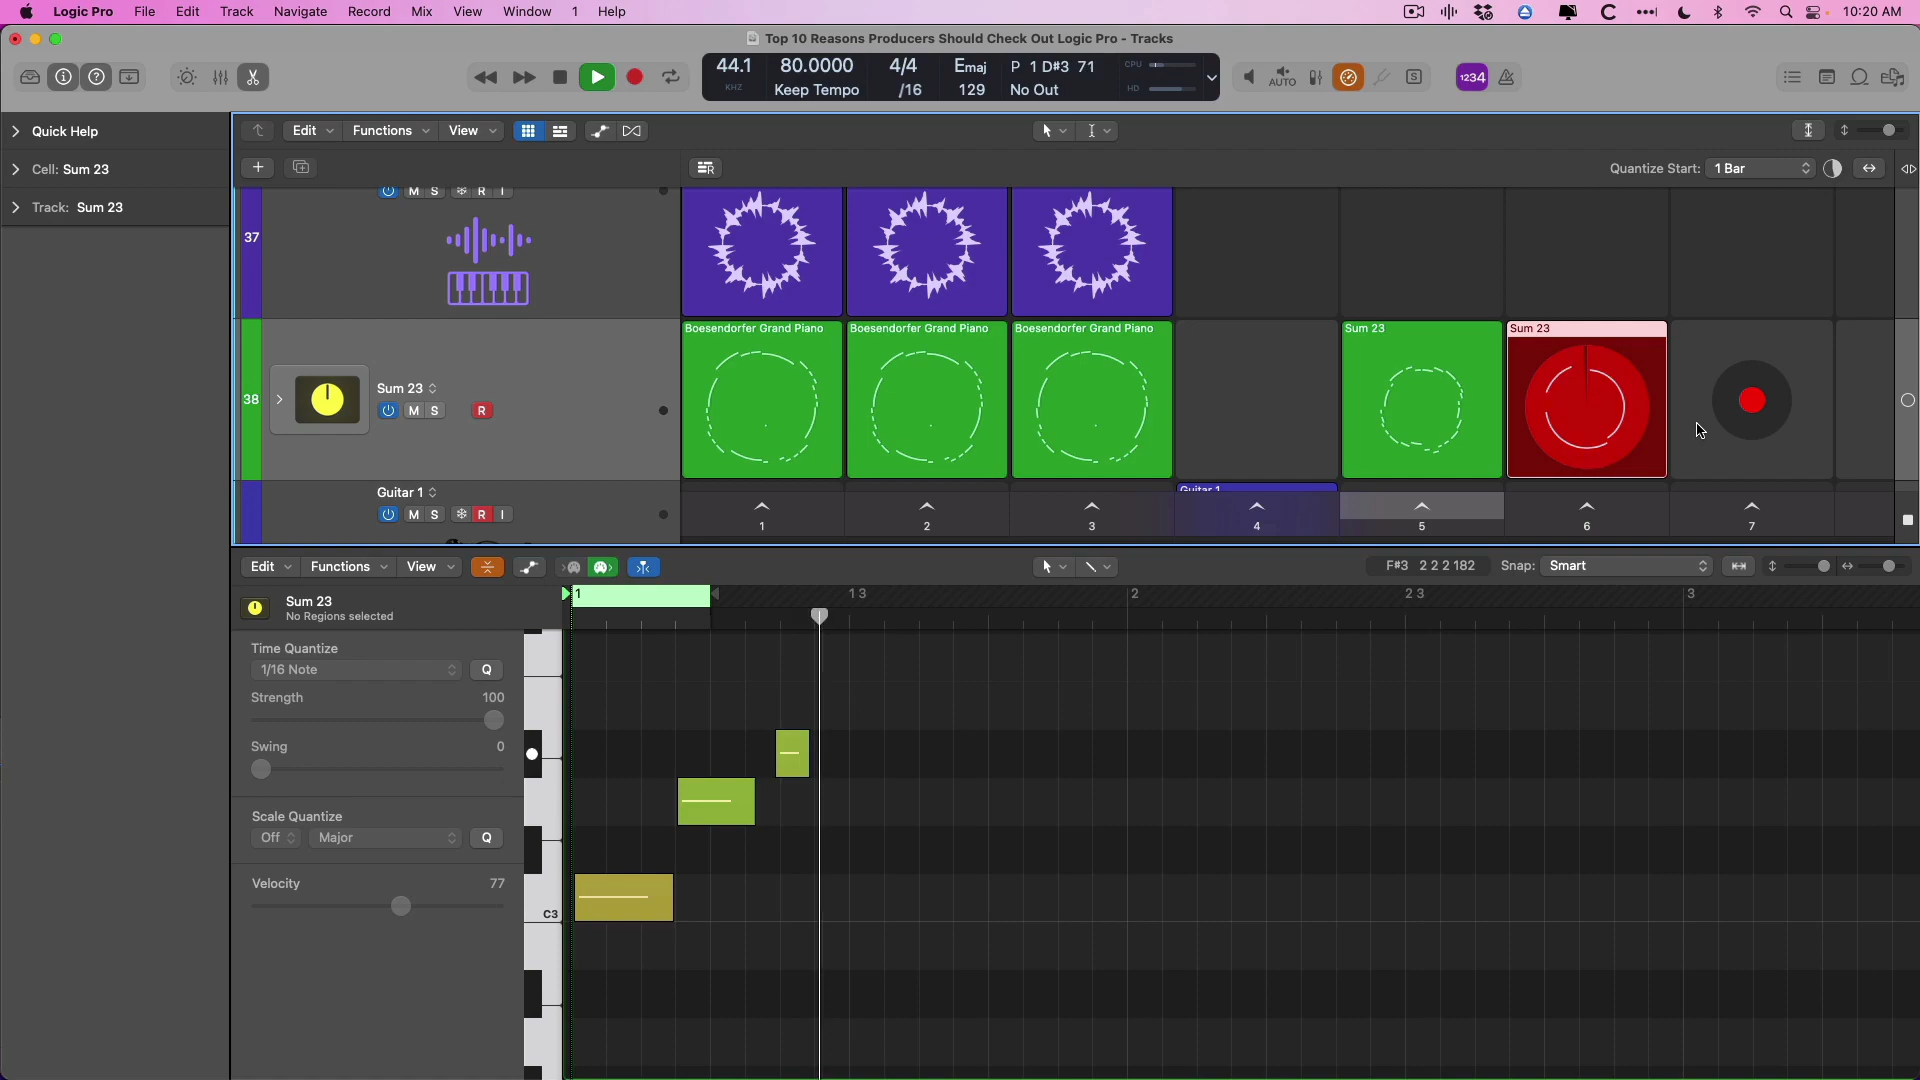 Logic Pro File Edit Track Navigate Record Mix View Window 1 Help 10:20 AM
Top 10 Reasons Producers Should Check Out Logic Pro - Tracks
44.1 80.0000 4/4 Emaj P 1 D#3 71 CPU
KHZ Keep Tempo /16 129 No Out HD
AUTO S 1234
Quick Help
Edit Functions View
Cell: Sum 23
Quantize Start: 1 Bar
Track: Sum 23
M S R I
37
Boesendorfer Grand Piano Boesendorfer Grand Piano Boesendorfer Grand Piano Sum 23 Sum 23
38
Sum 23
M S R
Guitar 1
Guitar 1
M S R I
1 2 3 4 5 6 7
Edit Functions View F#3 2 2 2 182 Snap: Smart
Sum 23
No Regions selected
1 1 3 2 2 3 3
Time Quantize
1/16 Note Q
Strength 100
Swing 0
Scale Quantize
Off Major Q
Velocity 77
C3